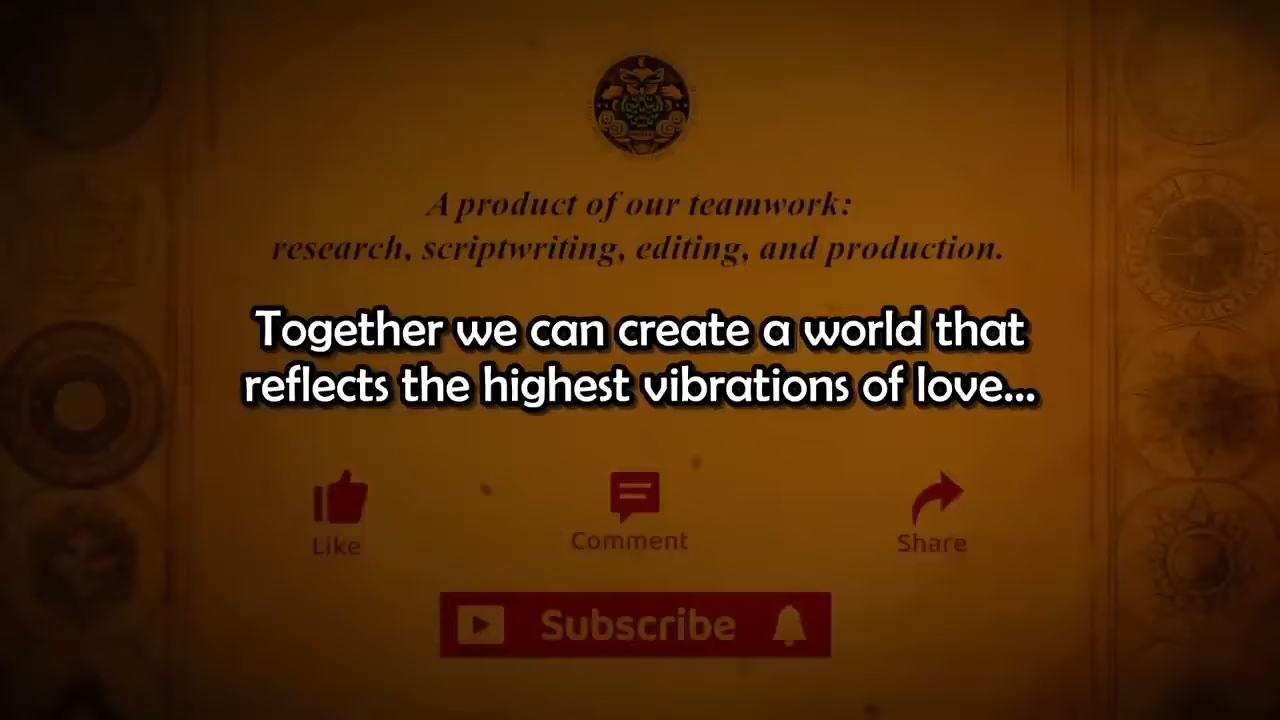 A product of our teamwork:
research, scriptwriting, editing, and production.
Together we can create a world that
reflects the highest vibrations of love...
Like
Comment
Share
Subscribe